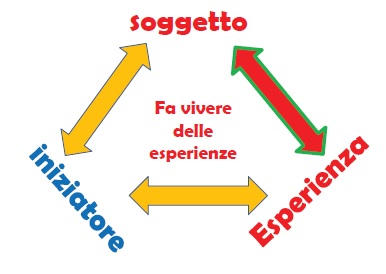 soggetto
Fa vivere
delle
esperienze
iniziatore
Esperienza